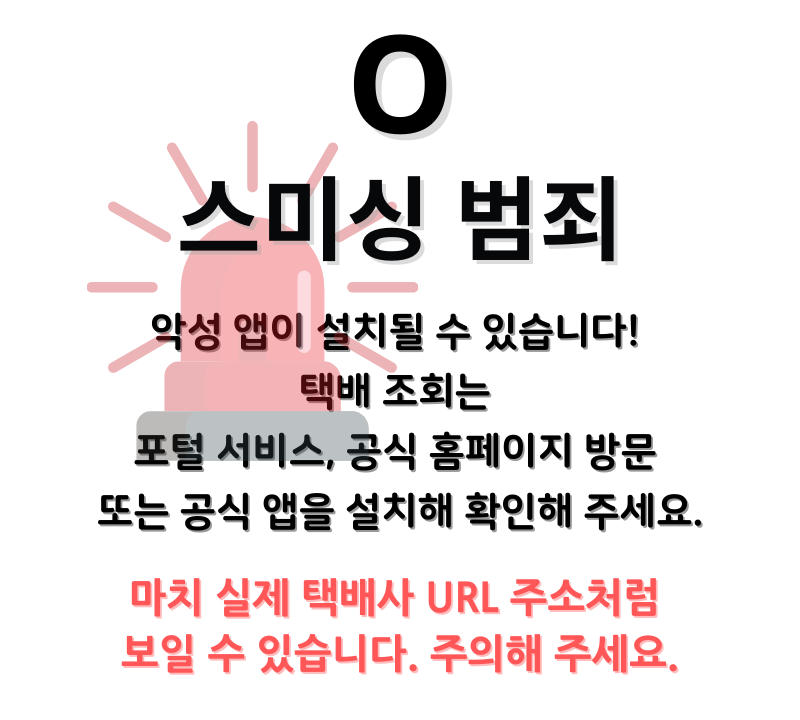 O
스미싱 범죄
악성 앱이 설치될 수 있습니다!
택배 조회는
포털 서비스, 공식 홈페이지 방문
또는 공식 앱을 설치해 확인해 주세요.
마치 실제 택배사 URL 주소처럼
보일 수 있습니다. 주의해 주세요.